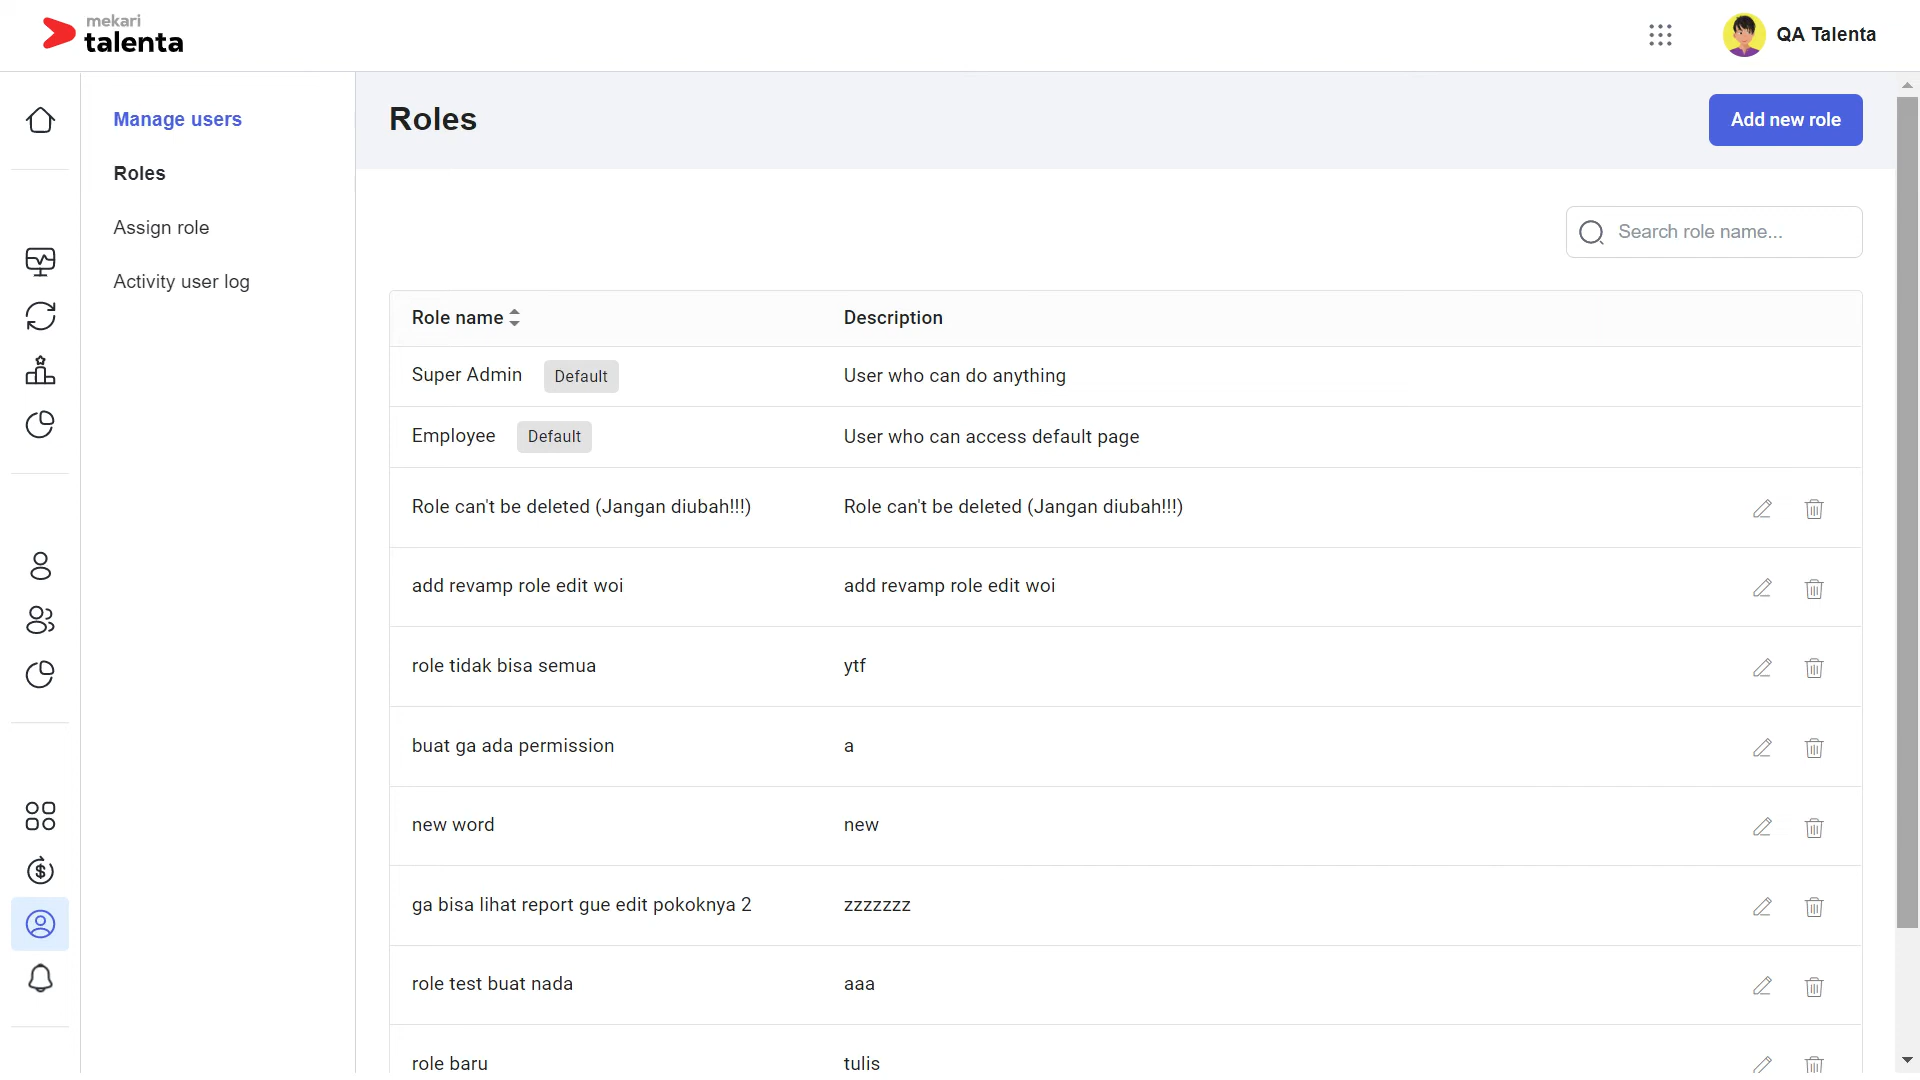 mekari
talenta
QA Talenta
Manage users
Roles
Assign role
Activity user log
Roles
Add new role
Search role name...
Role name Description
Super Admin Default User who can do anything
Employee Default User who can access default page
Role can't be deleted (Jangan diubah!!!) Role can't be deleted (Jangan diubah!!!)
add revamp role edit woi add revamp role edit woi
role tidak bisa semua ytf
buat ga ada permission a
new word new
ga bisa lihat report gue edit pokoknya 2 zzzzzzz
role test buat nada aaa
role baru tulis